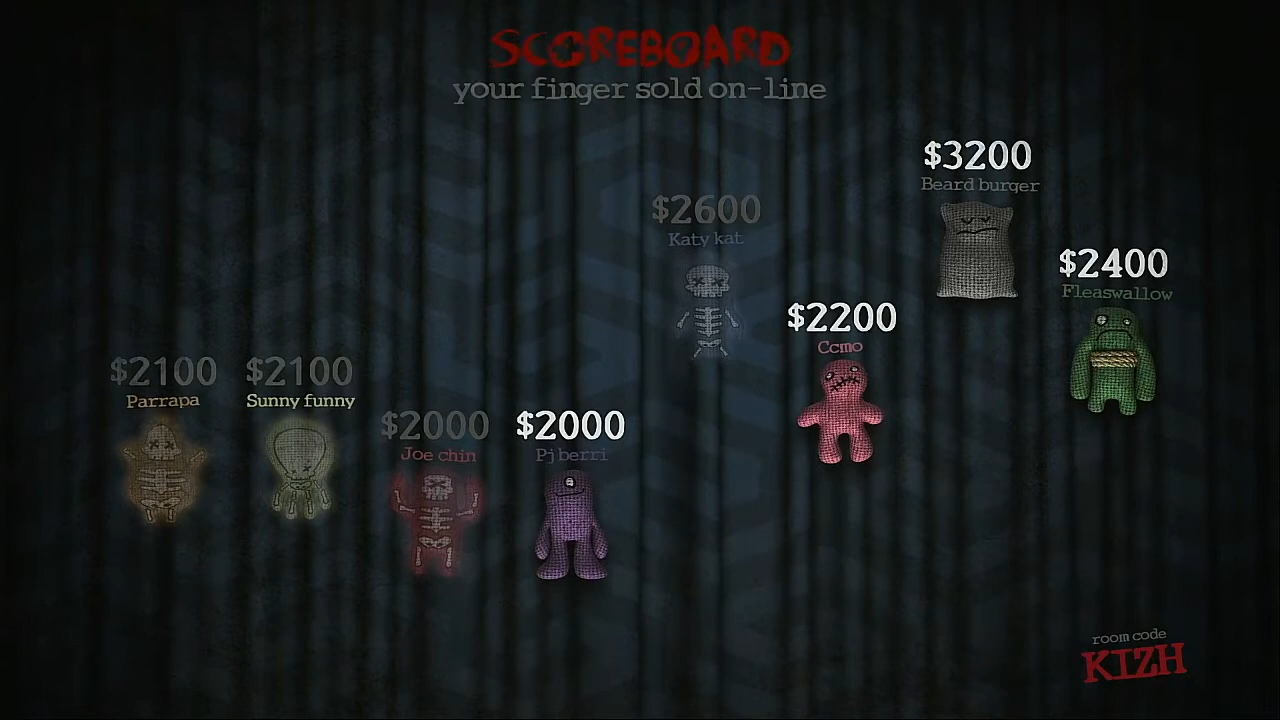 SCOREBOARD
your finger sold on-line
$3200
Beard burger
$2600
Katy kat
$2400
Fleaswallow
$2200
Ccmo
$2100
Parrapa
$2100
Sunny funny
$2000
Joe chin
$2000
Pj berri
room code
KIZH